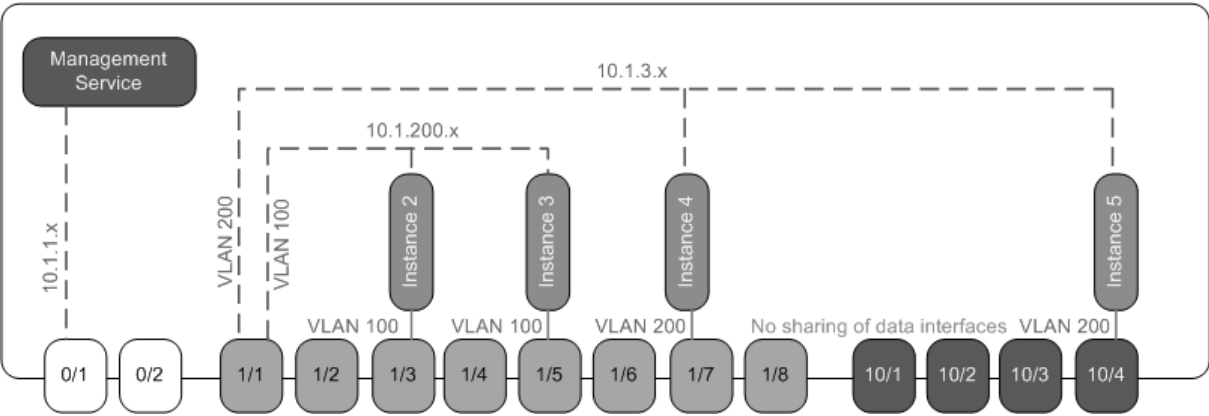 Management
Service
10.1.3.x
10.1.200.x
10.1.1.x
VLAN 200
VLAN 100
Instance 2
Instance 3
Instance 4
Instance 5
VLAN 100
VLAN 100
VLAN 200
No sharing of data interfaces
VLAN 200
0/1
0/2
1/1
1/2
1/3
1/4
1/5
1/6
1/7
1/8
10/1
10/2
10/3
10/4